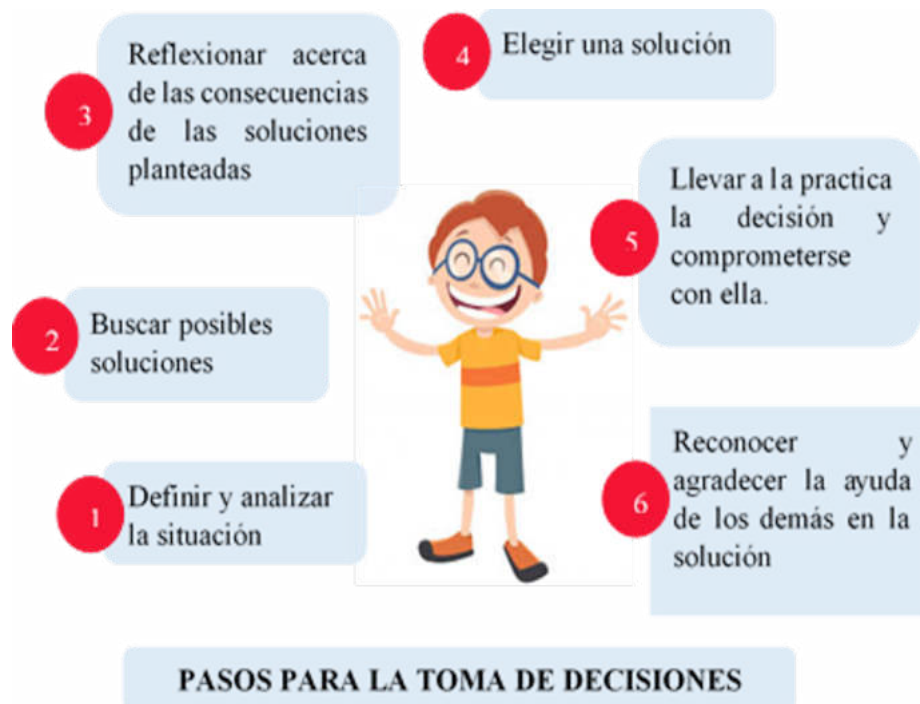 1
Definir y analizar
la situación
2
Buscar posibles
soluciones
3
Reflexionar acerca
de las consecuencias
de las soluciones
planteadas
4
Elegir una solución
5
Llevar a la practica
la decisión y
comprometerse
con ella.
6
Reconocer y
agradecer la ayuda
de los demás en la
solución
PASOS PARA LA TOMA DE DECISIONES